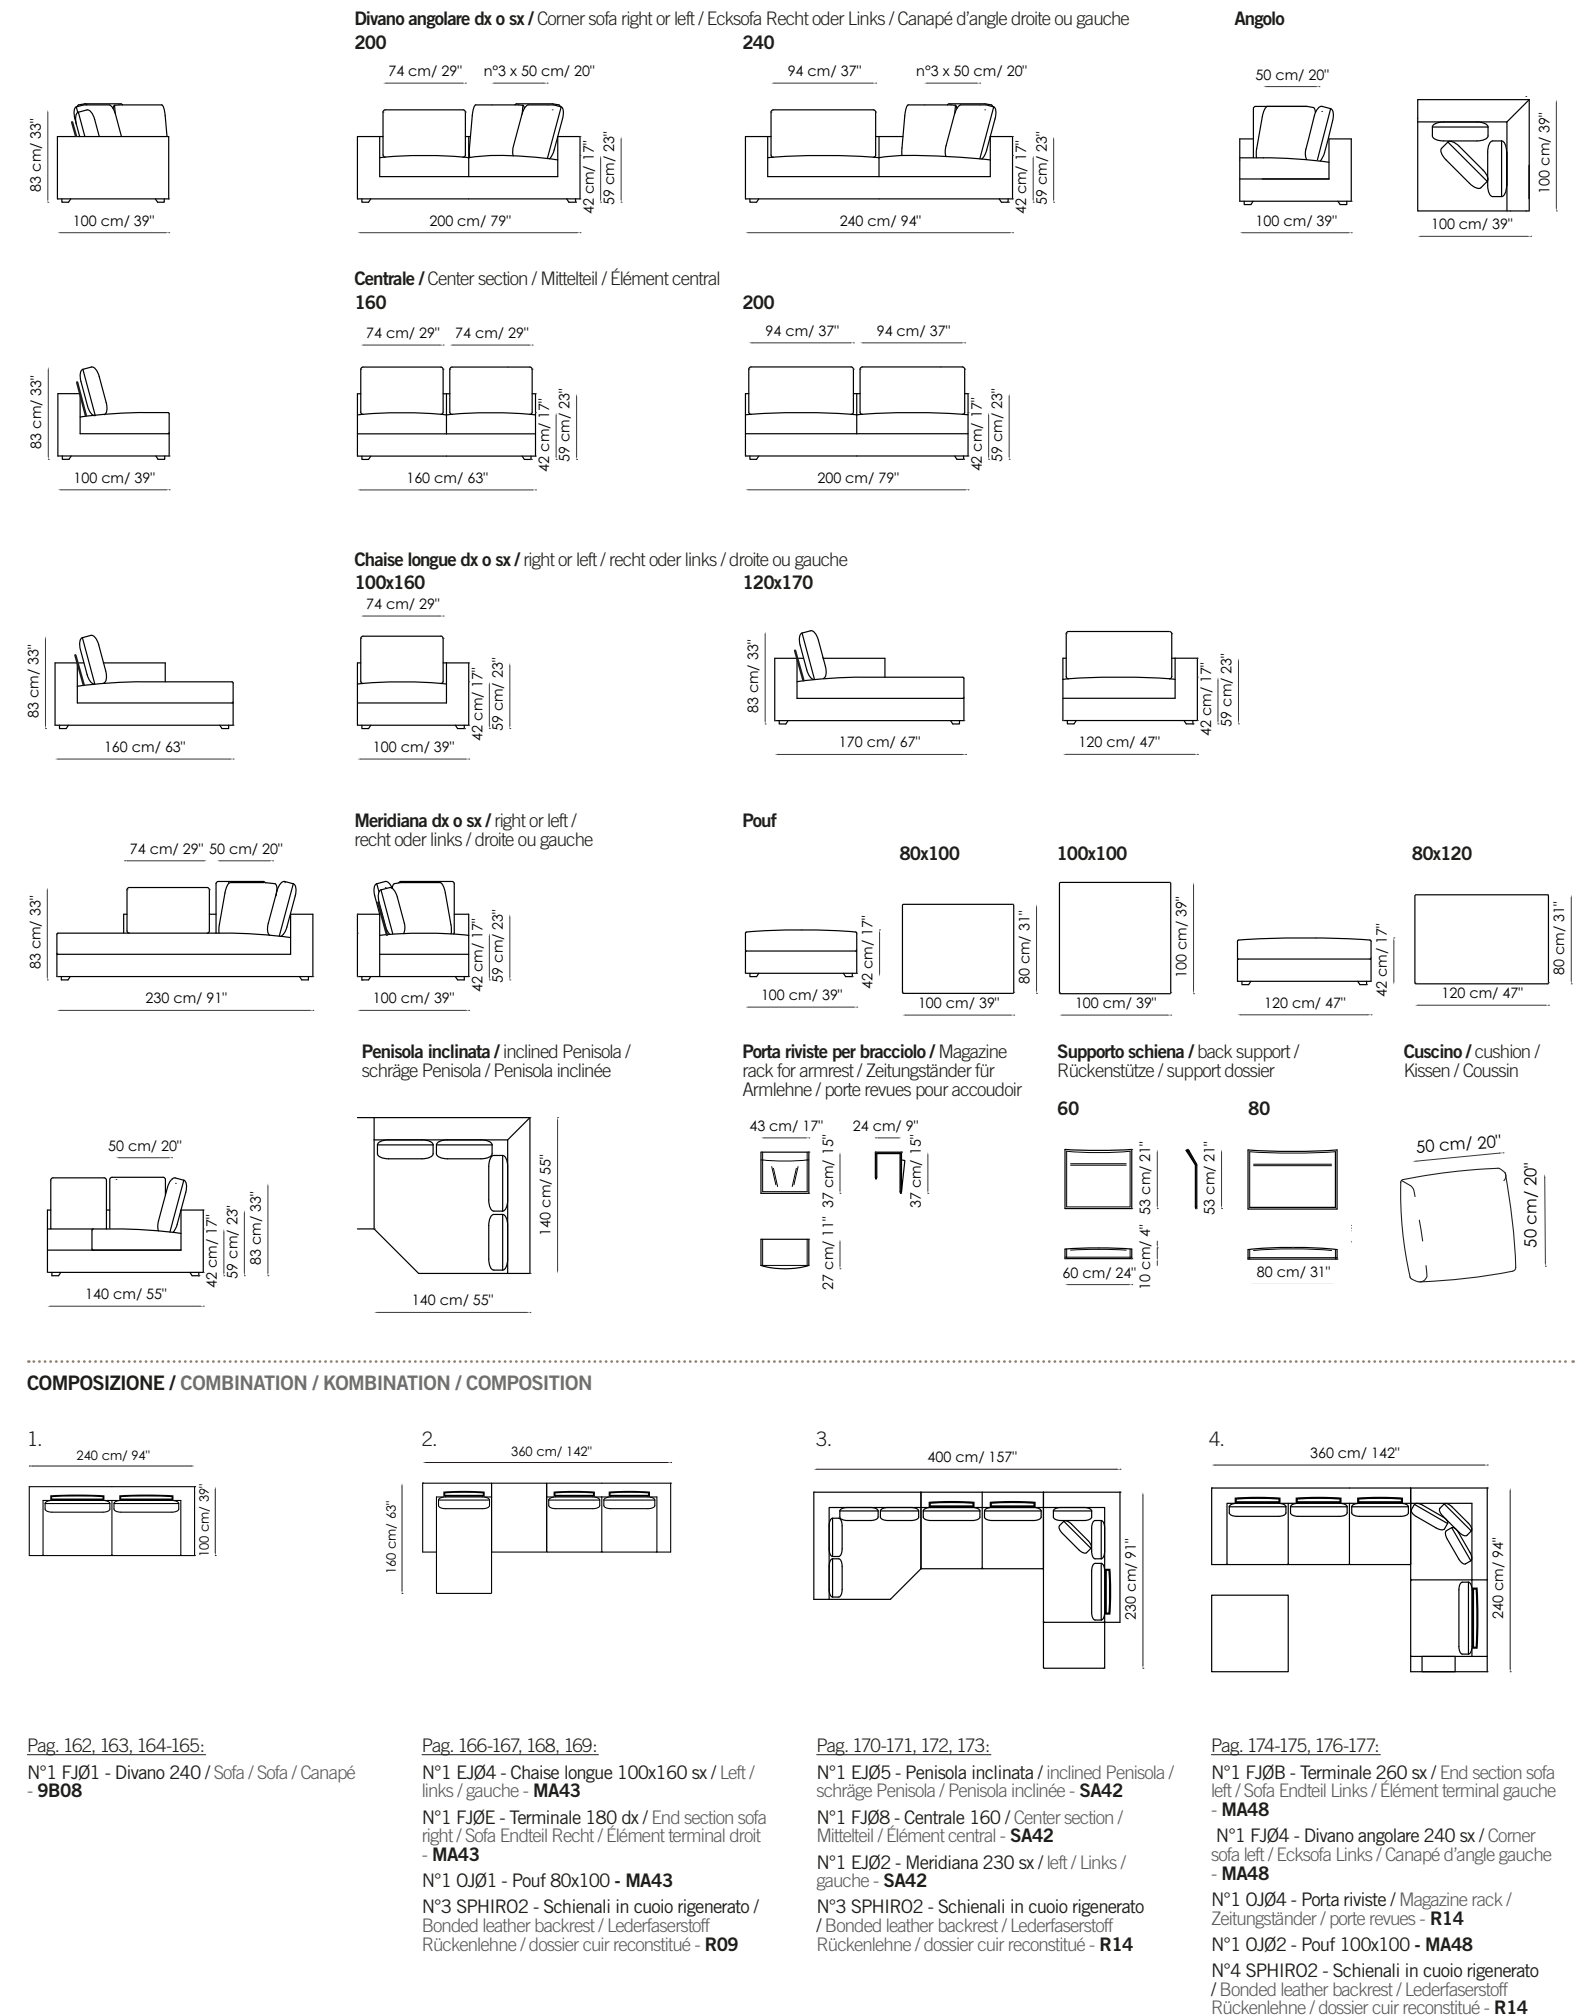 Divano angolare dx o sx / Corner sofa right or left / Ecksofa Recht oder Links / Canapé d'angle droite ou gauche
200
74 cm/ 29" n°3 x 50 cm/ 20"
83 cm/ 33"
100 cm/ 39"
200 cm/ 79"
42 cm/ 17"
59 cm/ 23"
240
94 cm/ 37" n°3 x 50 cm/ 20"
240 cm/ 94"
42 cm/ 17"
59 cm/ 23"
Angolo
50 cm/ 20"
100 cm/ 39"
100 cm/ 39"
100 cm/ 39"
Centrale / Center section / Mittelteil / Élément central
160
74 cm/ 29" 74 cm/ 29"
83 cm/ 33"
100 cm/ 39"
160 cm/ 63"
42 cm/ 17"
59 cm/ 23"
200
94 cm/ 37" 94 cm/ 37"
200 cm/ 79"
42 cm/ 17"
59 cm/ 23"
Chaise longue dx o sx / right or left / recht oder links / droite ou gauche
100x160
74 cm/ 29"
83 cm/ 33"
160 cm/ 63"
100 cm/ 39"
42 cm/ 17"
59 cm/ 23"
120x170
83 cm/ 33"
170 cm/ 67"
120 cm/ 47"
42 cm/ 17"
59 cm/ 23"
Meridiana dx o sx / right or left /
recht oder links / droite ou gauche
74 cm/ 29" 50 cm/ 20"
83 cm/ 33"
230 cm/ 91"
100 cm/ 39"
42 cm/ 17"
59 cm/ 23"
Pouf
80x100
100 cm/ 39"
42 cm/ 17"
100 cm/ 39"
80 cm/ 31"
100x100
100 cm/ 39"
100 cm/ 39"
80x120
120 cm/ 47"
42 cm/ 17"
120 cm/ 47"
80 cm/ 31"
Penisola inclinata / inclined Penisola /
schräge Penisola / Penisola inclinée
50 cm/ 20"
140 cm/ 55"
42 cm/ 17"
59 cm/ 23"
83 cm/ 33"
140 cm/ 55"
140 cm/ 55"
Porta riviste per bracciolo / Magazine
rack for armrest / Zeitungständer für
Armlehne / porte revues pour accoudoir
43 cm/ 17"
37 cm/ 15"
24 cm/ 9"
37 cm/ 15"
27 cm/ 11"
Supporto schiena / back support /
Rückenstütze / support dossier
60
53 cm/ 21"
53 cm/ 21"
60 cm/ 24"
10 cm/ 4"
80
80 cm/ 31"
Cuscino / cushion /
Kissen / Coussin
50 cm/ 20"
50 cm/ 20"
COMPOSIZIONE / COMBINATION / KOMBINATION / COMPOSITION
1.
240 cm/ 94"
100 cm/ 39"
2.
360 cm/ 142"
160 cm/ 63"
3.
400 cm/ 157"
230 cm/ 91"
4.
360 cm/ 142"
240 cm/ 94"
Pag. 162, 163, 164-165:
N°1 FJØ1 - Divano 240 / Sofa / Sofa / Canapé
- 9B08
Pag. 166-167, 168, 169:
N°1 EJØ4 - Chaise longue 100x160 sx / Left /
links / gauche - MA43
N°1 FJØE - Terminale 180 dx / End section sofa
right / Sofa Endteil Recht / Élément terminal droit
- MA43
N°1 OJØ1 - Pouf 80x100 - MA43
N°3 SPHIRO2 - Schienali in cuoio rigenerato /
Bonded leather backrest / Lederfaserstoff
Rückenlehne / dossier cuir reconstitué - R09
Pag. 170-171, 172, 173:
N°1 EJØ5 - Penisola inclinata / inclined Penisola /
schräge Penisola / Penisola inclinée - SA42
N°1 FJØ8 - Centrale 160 / Center section /
Mittelteil / Élément central - SA42
N°1 EJØ2 - Meridiana 230 sx / left / Links /
gauche - SA42
N°3 SPHIRO2 - Schienali in cuoio rigenerato
/ Bonded leather backrest / Lederfaserstoff
Rückenlehne / dossier cuir reconstitué - R14
Pag. 174-175, 176-177:
N°1 FJØB - Terminale 260 sx / End section sofa
left / Sofa Endteil Links / Élément terminal gauche
- MA48
N°1 FJØ4 - Divano angolare 240 sx / Corner
sofa left / Ecksofa Links / Canapé d'angle gauche
- MA48
N°1 OJØ4 - Porta riviste / Magazine rack /
Zeitungständer / porte revues - R14
N°1 OJØ2 - Pouf 100x100 - MA48
N°4 SPHIRO2 - Schienali in cuoio rigenerato
/ Bonded leather backrest / Lederfaserstoff
Rückenlehne / dossier cuir reconstitué - R14